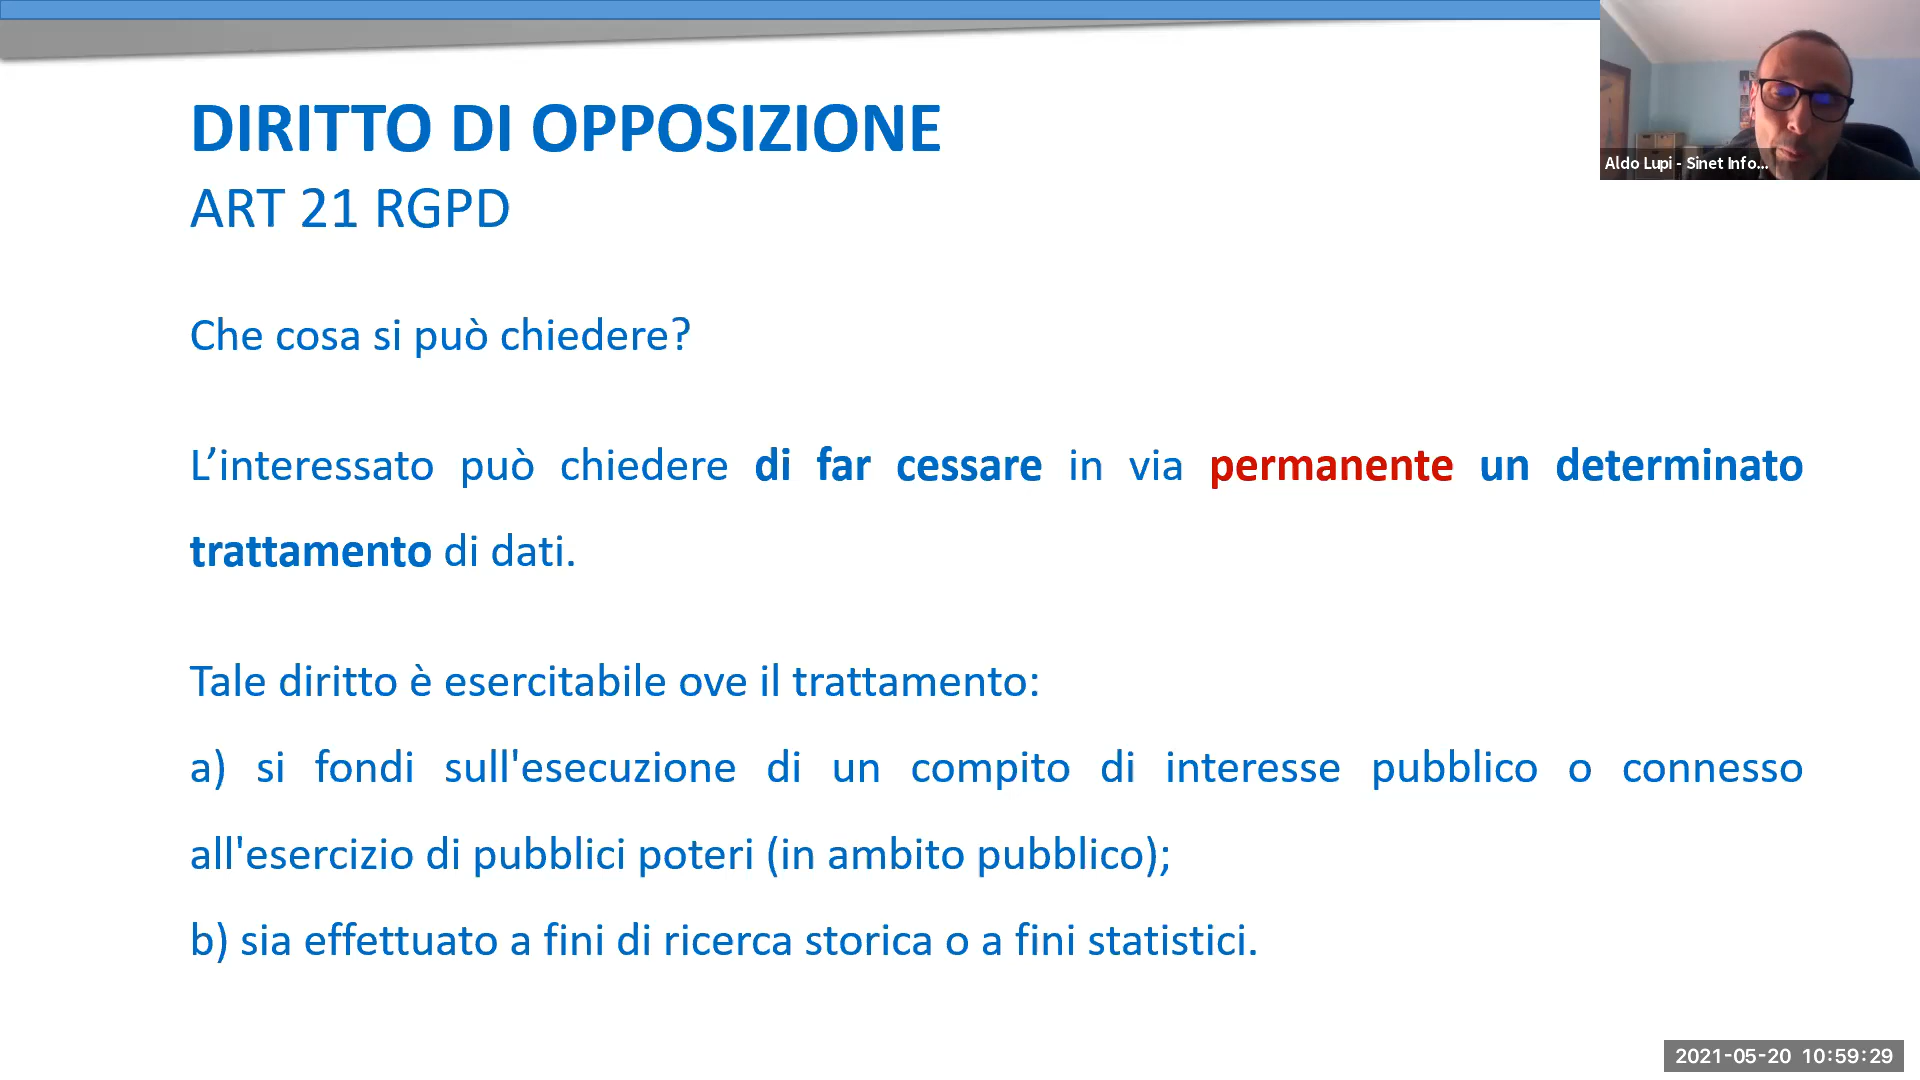 DIRITTO DI OPPOSIZIONE
ART 21 RGPD
Aldo Lupi - Sinet Info...
Che cosa si può chiedere?
L’interessato può chiedere di far cessare in via permanente un determinato
trattamento di dati.
Tale diritto è esercitabile ove il trattamento:
a) si fondi sull'esecuzione di un compito di interesse pubblico o connesso
all'esercizio di pubblici poteri (in ambito pubblico);
b) sia effettuato a fini di ricerca storica o a fini statistici.
2021-05-20 10:59:29